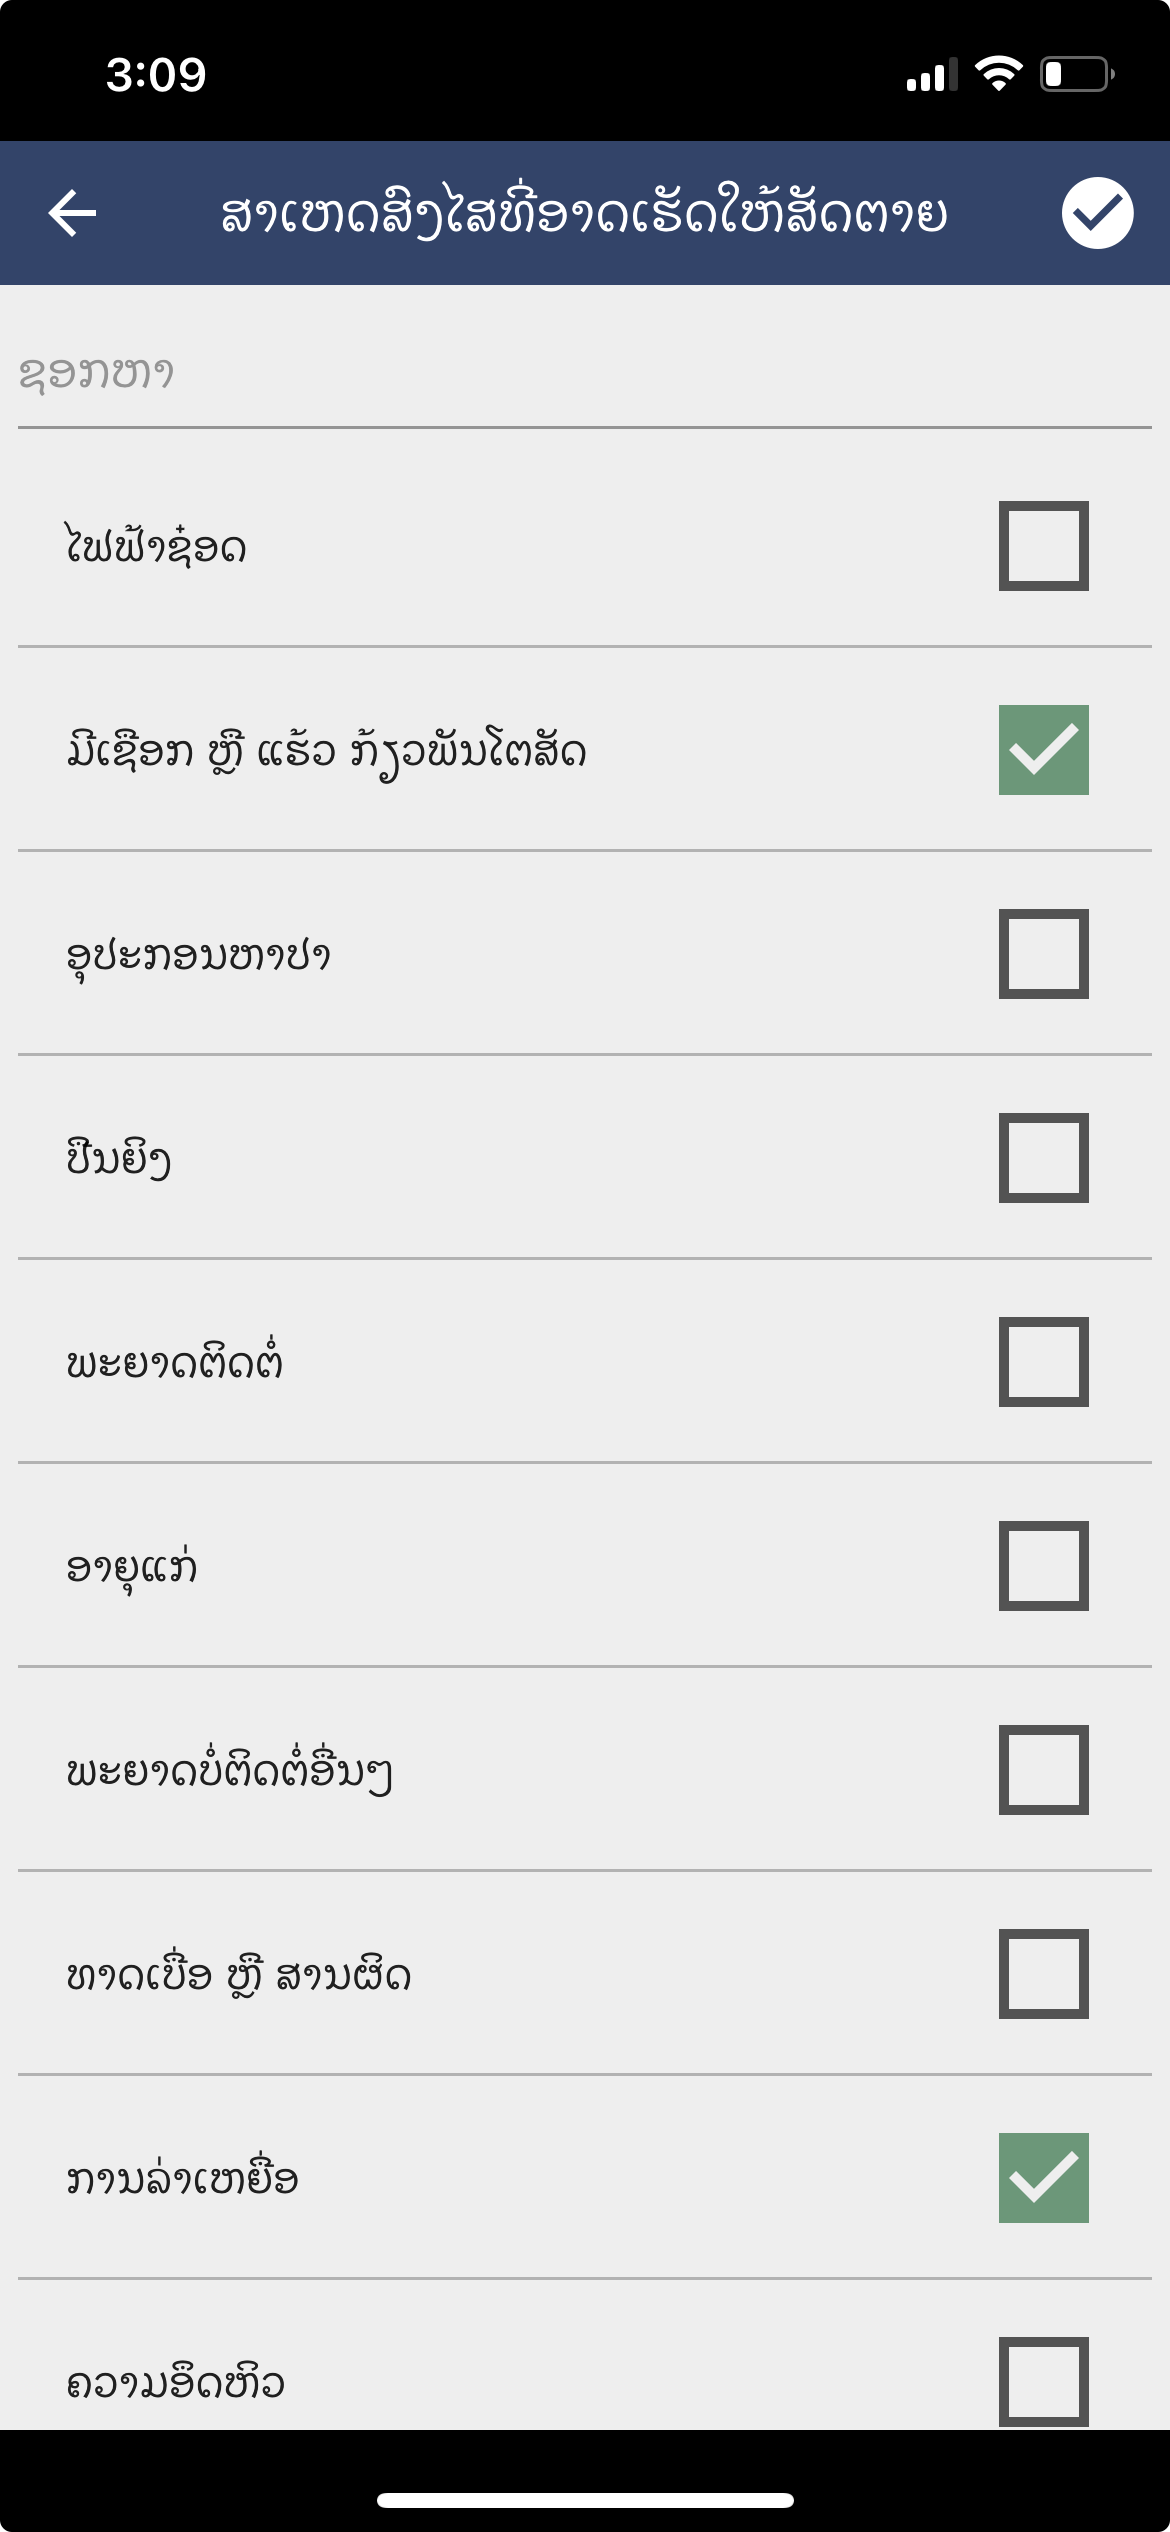 3:09
ສາເຫດສົງໄສທີ່ອາດເຮັດໃຫ້ສັດຕາຍ
ຊອກຫາ
ໄຟຟ້າຊ໋ອດ
ມີເຊືອກ ຫຼື ແຮ້ວ ກ້ຽວພັນໂຕສັດ
ອຸປະກອນຫາປາ
ປືນຍິງ
ພະຍາດຕິດຕໍ່
ອາຍຸແກ່
ພະຍາດບໍ່ຕິດຕໍ່ອື່ນໆ
ທາດເບື່ອ ຫຼື ສານຜິດ
ການລ່າເຫຍື່ອ
ຄວາມອຶດຫິວ